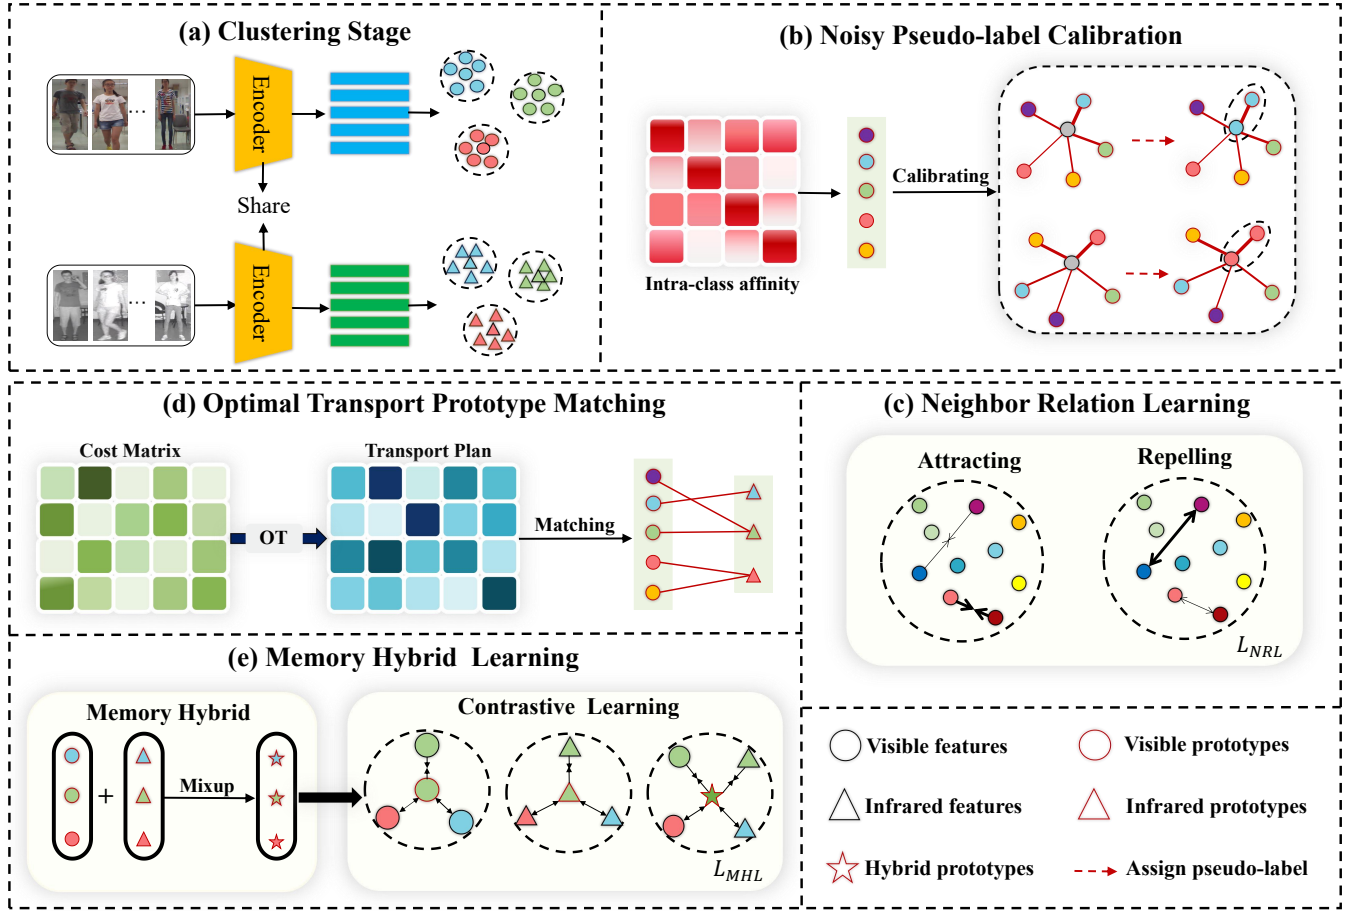 (a) Clustering Stage
Encoder
Share
Encoder
(b) Noisy Pseudo-label Calibration
Intra-class affinity
Calibrating
(d) Optimal Transport Prototype Matching
Cost Matrix
OT
Transport Plan
Matching
(c) Neighbor Relation Learning
Attracting
Repelling
L_NRL
(e) Memory Hybrid Learning
Memory Hybrid
+
Mixup
Contrastive Learning
L_MHL
Visible features
Visible prototypes
Infrared features
Infrared prototypes
Hybrid prototypes
Assign pseudo-label